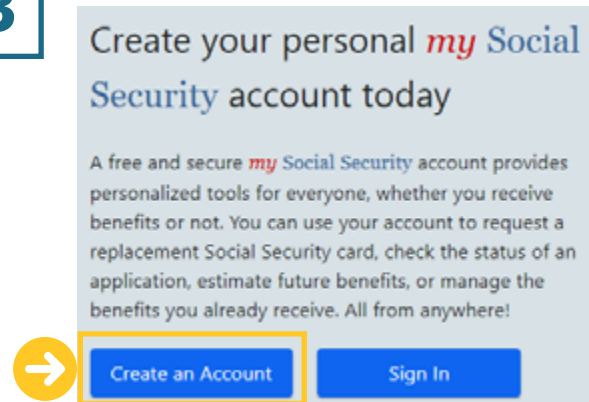 3
Create your personal my Social
Security account today
A free and secure my Social Security account provides
personalized tools for everyone, whether you receive
benefits or not. You can use your account to request a
replacement Social Security card, check the status of an
application, estimate future benefits, or manage the
benefits you already receive. All from anywhere!
Create an Account
Sign In